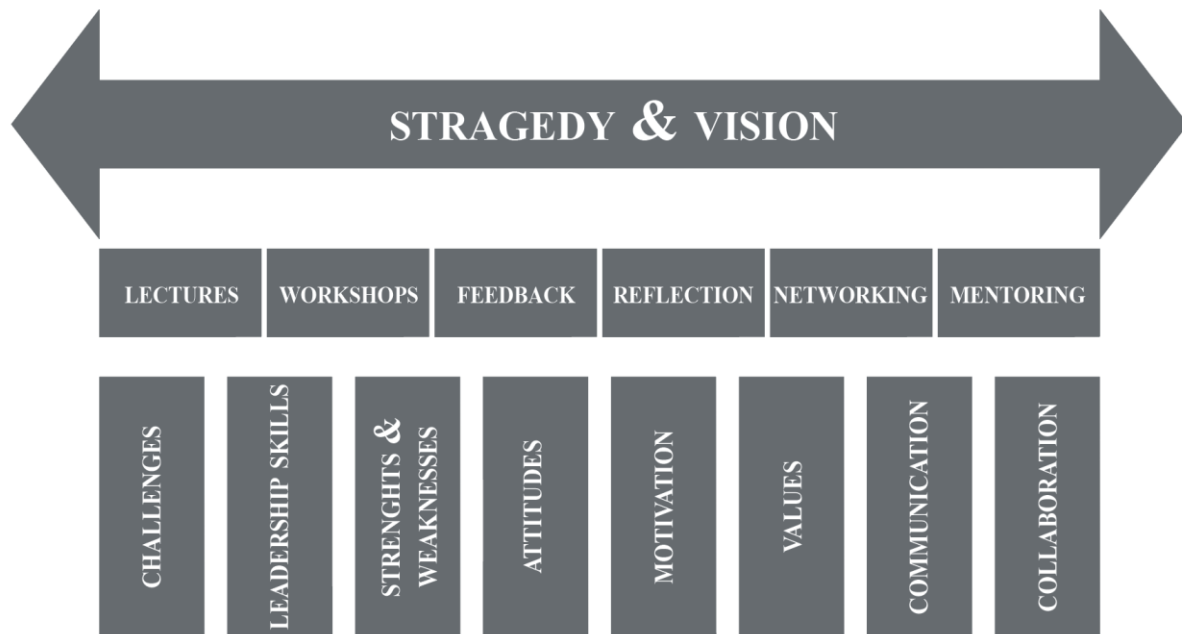 STRAGEDY & VISION
LECTURES
WORKSHOPS
FEEDBACK
REFLECTION
NETWORKING
MENTORING
CHALLENGES
LEADERSHIP SKILLS
STRENGHTS &
WEAKNESSES
ATTITUDES
MOTIVATION
VALUES
COMMUNICATION
COLLABORATION